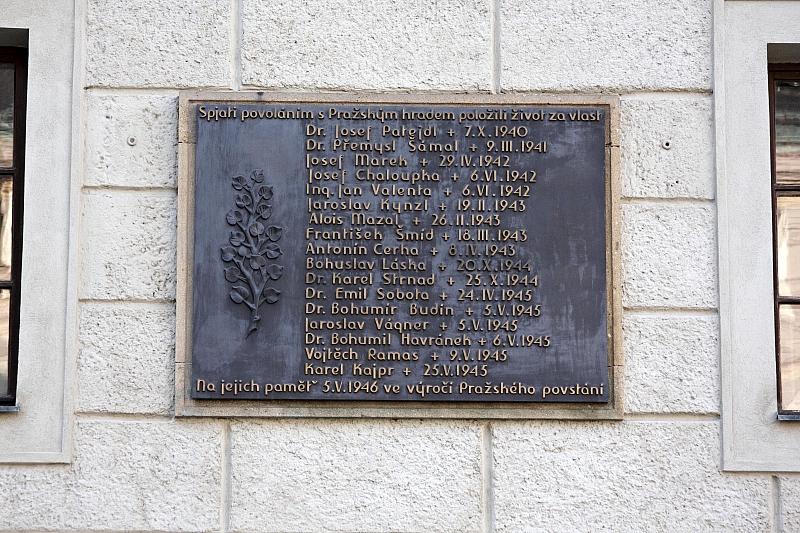 Spjati povoláním s Pražským hradem položili život za vlast
Dr. Josef Patejdl + 7.X.1940
Dr. Přemysl Šámal + 9.III.1941
Josef Marek + 29.IV.1942
Josef Chaloupka + 6.VI.1942
Ing. Jan Valenta + 6.VI.1942
Jaroslav Kynzl + 19.II.1943
Alois Mazal + 26.II.1943
František Šmíd + 18.III.1943
Antonín Cerha + 8.IV.1943
Bohuslav Láska + 20.X.1944
Dr. Karel Strnad + 25.X.1944
Dr. Emil Sobota + 24.IV.1945
Dr. Bohumír Budín + 5.V.1945
Jaroslav Vágner + 5.V.1945
Dr. Bohumil Havránek + 6.V.1945
Vojtěch Ramas + 9.V.1945
Karel Kajpr + 25.V.1945
Na jejich paměť 5.V.1946 ve výročí Pražského povstání